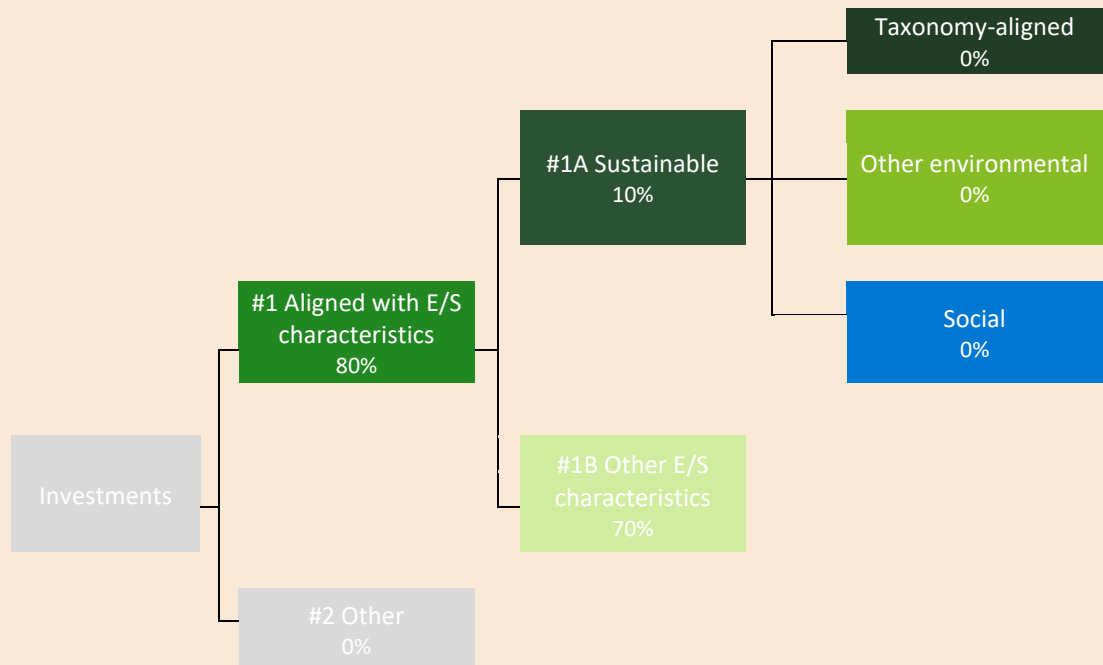 Taxonomy-aligned
0%
#1A Sustainable
10%
Other environmental
0%
#1 Aligned with E/S
characteristics
80%
Social
0%
Investments
#1B Other E/S
characteristics
70%
#2 Other
0%